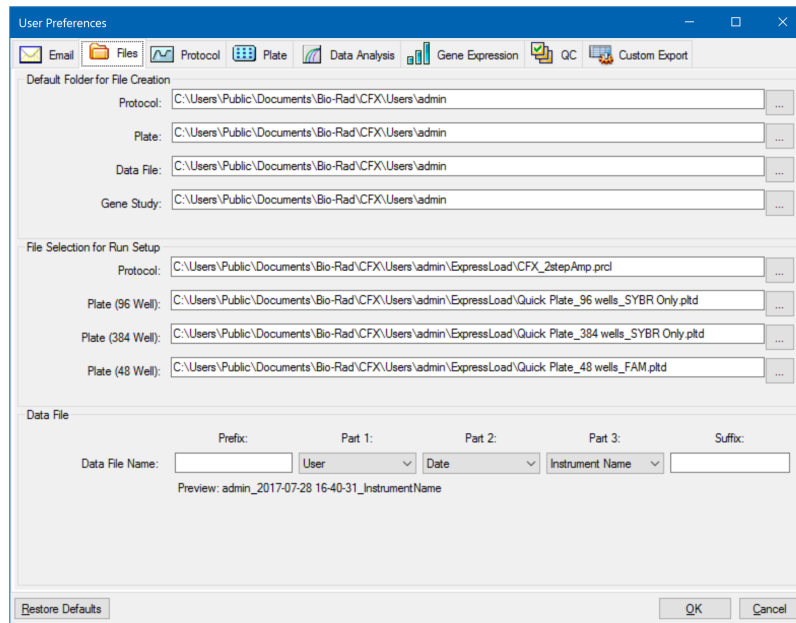 User Preferences
Email Files Protocol Plate Data Analysis Gene Expression QC Custom Export
Default Folder for File Creation
Protocol: C:\Users\Public\Documents\Bio-Rad\CFX\Users\admin ...
Plate: C:\Users\Public\Documents\Bio-Rad\CFX\Users\admin ...
Data File: C:\Users\Public\Documents\Bio-Rad\CFX\Users\admin ...
Gene Study: C:\Users\Public\Documents\Bio-Rad\CFX\Users\admin ...
File Selection for Run Setup
Protocol: C:\Users\Public\Documents\Bio-Rad\CFX\Users\admin\ExpressLoad\CFX_2stepAmp.prcl ...
Plate (96 Well): C:\Users\Public\Documents\Bio-Rad\CFX\Users\admin\ExpressLoad\Quick Plate_96 wells_SYBR Only.pltd ...
Plate (384 Well): C:\Users\Public\Documents\Bio-Rad\CFX\Users\admin\ExpressLoad\Quick Plate_384 wells_SYBR Only.pltd ...
Plate (48 Well): C:\Users\Public\Documents\Bio-Rad\CFX\Users\admin\ExpressLoad\Quick Plate_48 wells_FAM.pltd ...
Data File
Prefix: Part 1: Part 2: Part 3: Suffix:
Data File Name: User Date Instrument Name
Preview: admin_2017-07-28 16-40-31_InstrumentName
Restore Defaults OK Cancel